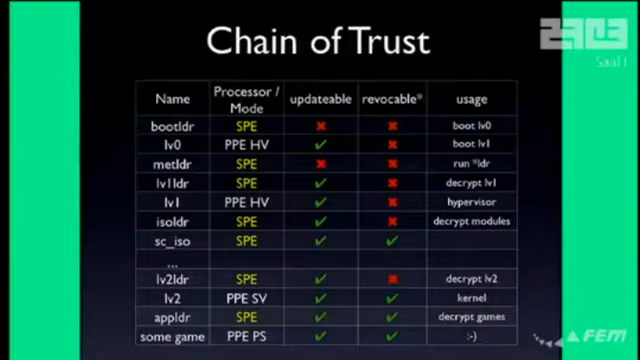 Chain of Trust
Saal 1
Name Processor / Mode updateable revocable* usage
bootldr SPE ✖ ✖ boot lv0
lv0 PPE HV ✔ ✖ boot lv1
metldr SPE ✖ ✖ run *ldr
lv1ldr SPE ✔ ✖ decrypt lv1
lv1 PPE HV ✔ ✖ hypervisor
isoldr SPE ✔ ✖ decrypt modules
sc_iso SPE ✔ ✔
...
lv2ldr SPE ✔ ✖ decrypt lv2
lv2 PPE SV ✔ ✔ kernel
appldr SPE ✔ ✔ decrypt games
some game PPE PS ✔ ✔ :-)
FEM